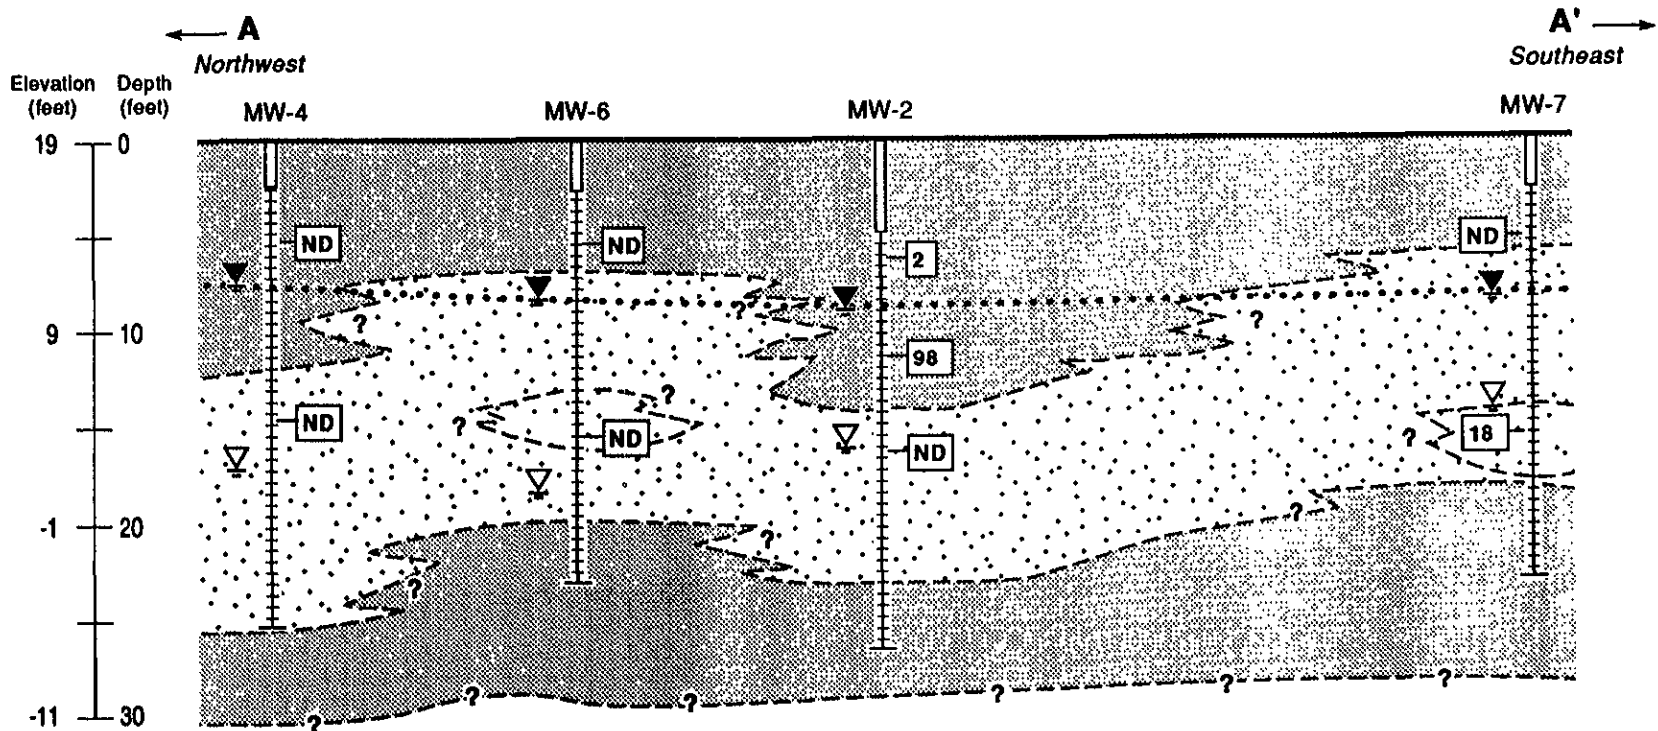 A A'
Northwest Southeast
Elevation Depth
(feet) (feet)
MW-4 MW-6 MW-2 MW-7
19 0
ND ND 2 ND
? ? ?
9 10
98
? ?
ND ND ND ? 18
-1 20
? ?
?
? ? ? ? ? ?
-11 30